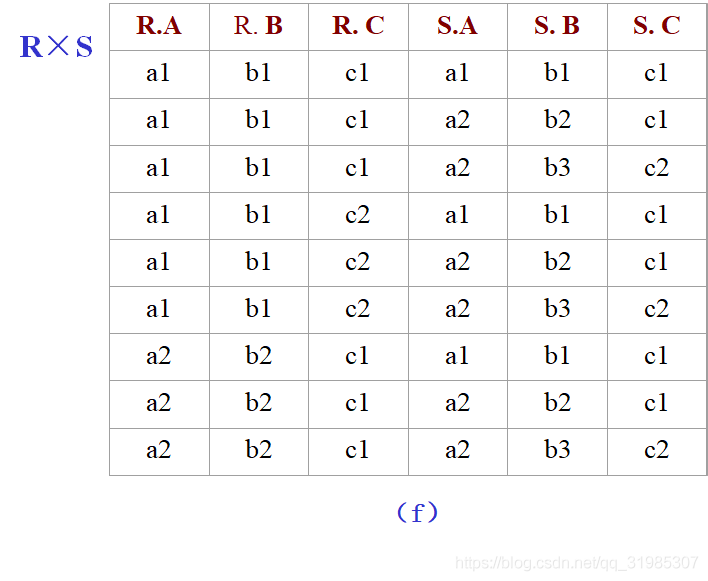 R×S
R.A R. B R. C S.A S. B S. C
a1 b1 c1 a1 b1 c1
a1 b1 c1 a2 b2 c1
a1 b1 c1 a2 b3 c2
a1 b1 c2 a1 b1 c1
a1 b1 c2 a2 b2 c1
a1 b1 c2 a2 b3 c2
a2 b2 c1 a1 b1 c1
a2 b2 c1 a2 b2 c1
a2 b2 c1 a2 b3 c2
（f）
https://blog.csdn.net/qq_31985307